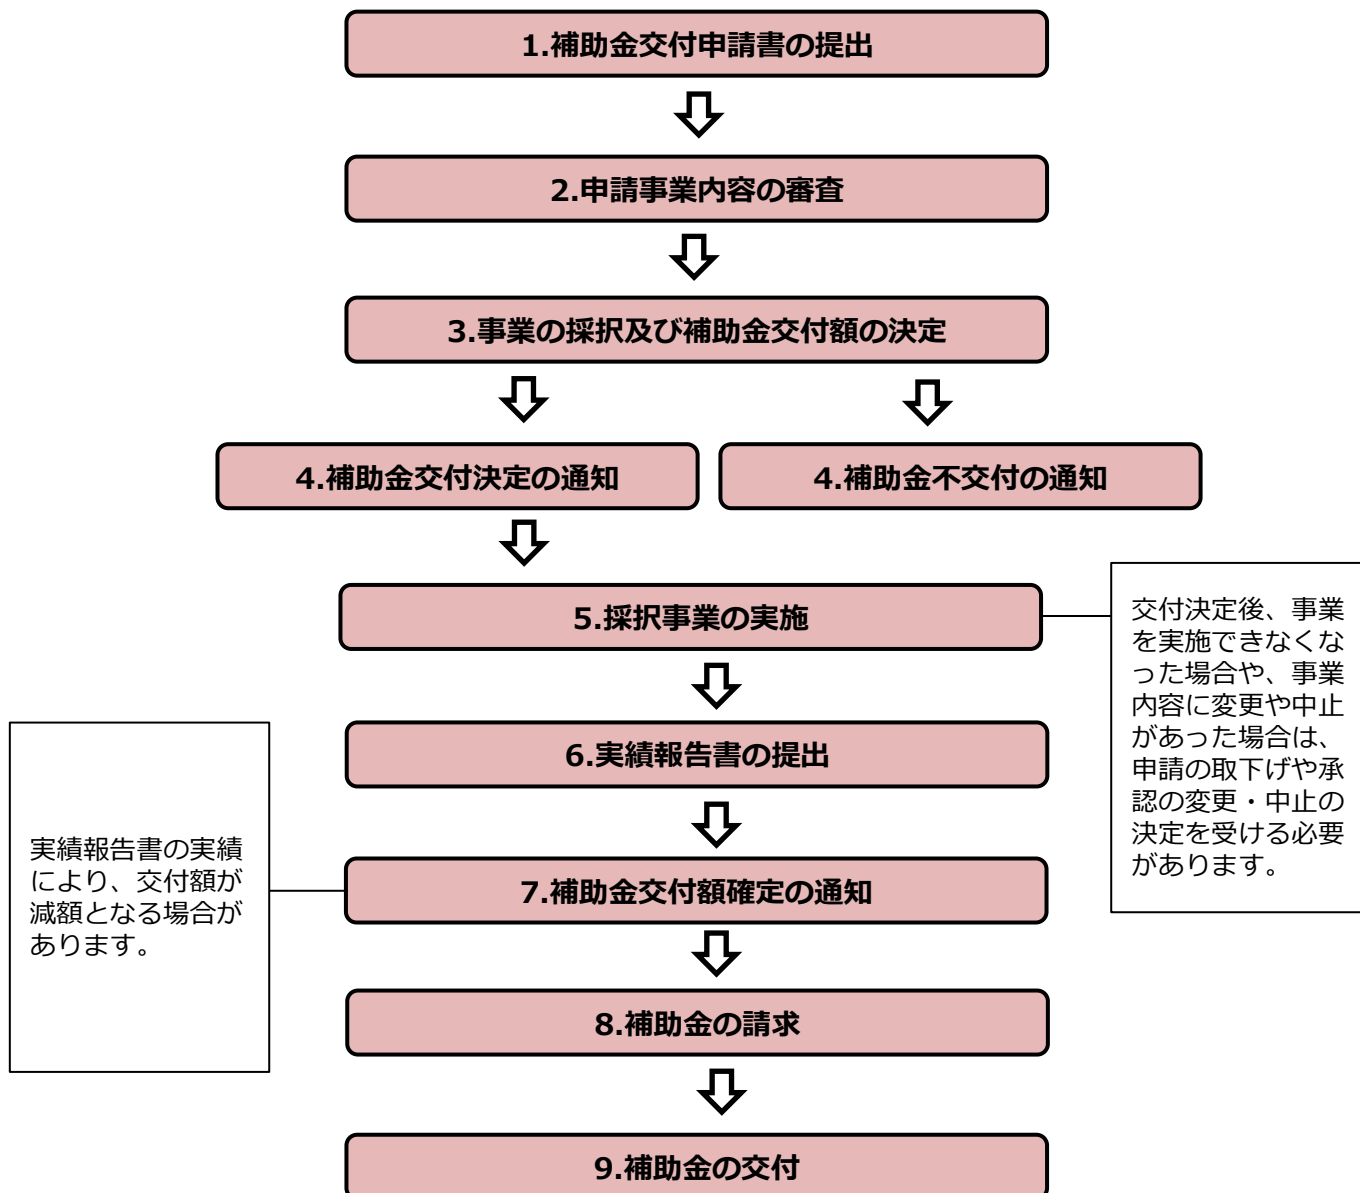 1.補助金交付申請書の提出
2.申請事業内容の審査
3.事業の採択及び補助金交付額の決定
4.補助金交付決定の通知
4.補助金不交付の通知
5.採択事業の実施
交付決定後、事業
を実施できなくな
った場合や、事業
内容に変更や中止
があった場合は、
申請の取下げや承
認の変更・中止の
決定を受ける必要
があります。
6.実績報告書の提出
実績報告書の実績
により、交付額が
減額となる場合が
あります。
7.補助金交付額確定の通知
8.補助金の請求
9.補助金の交付